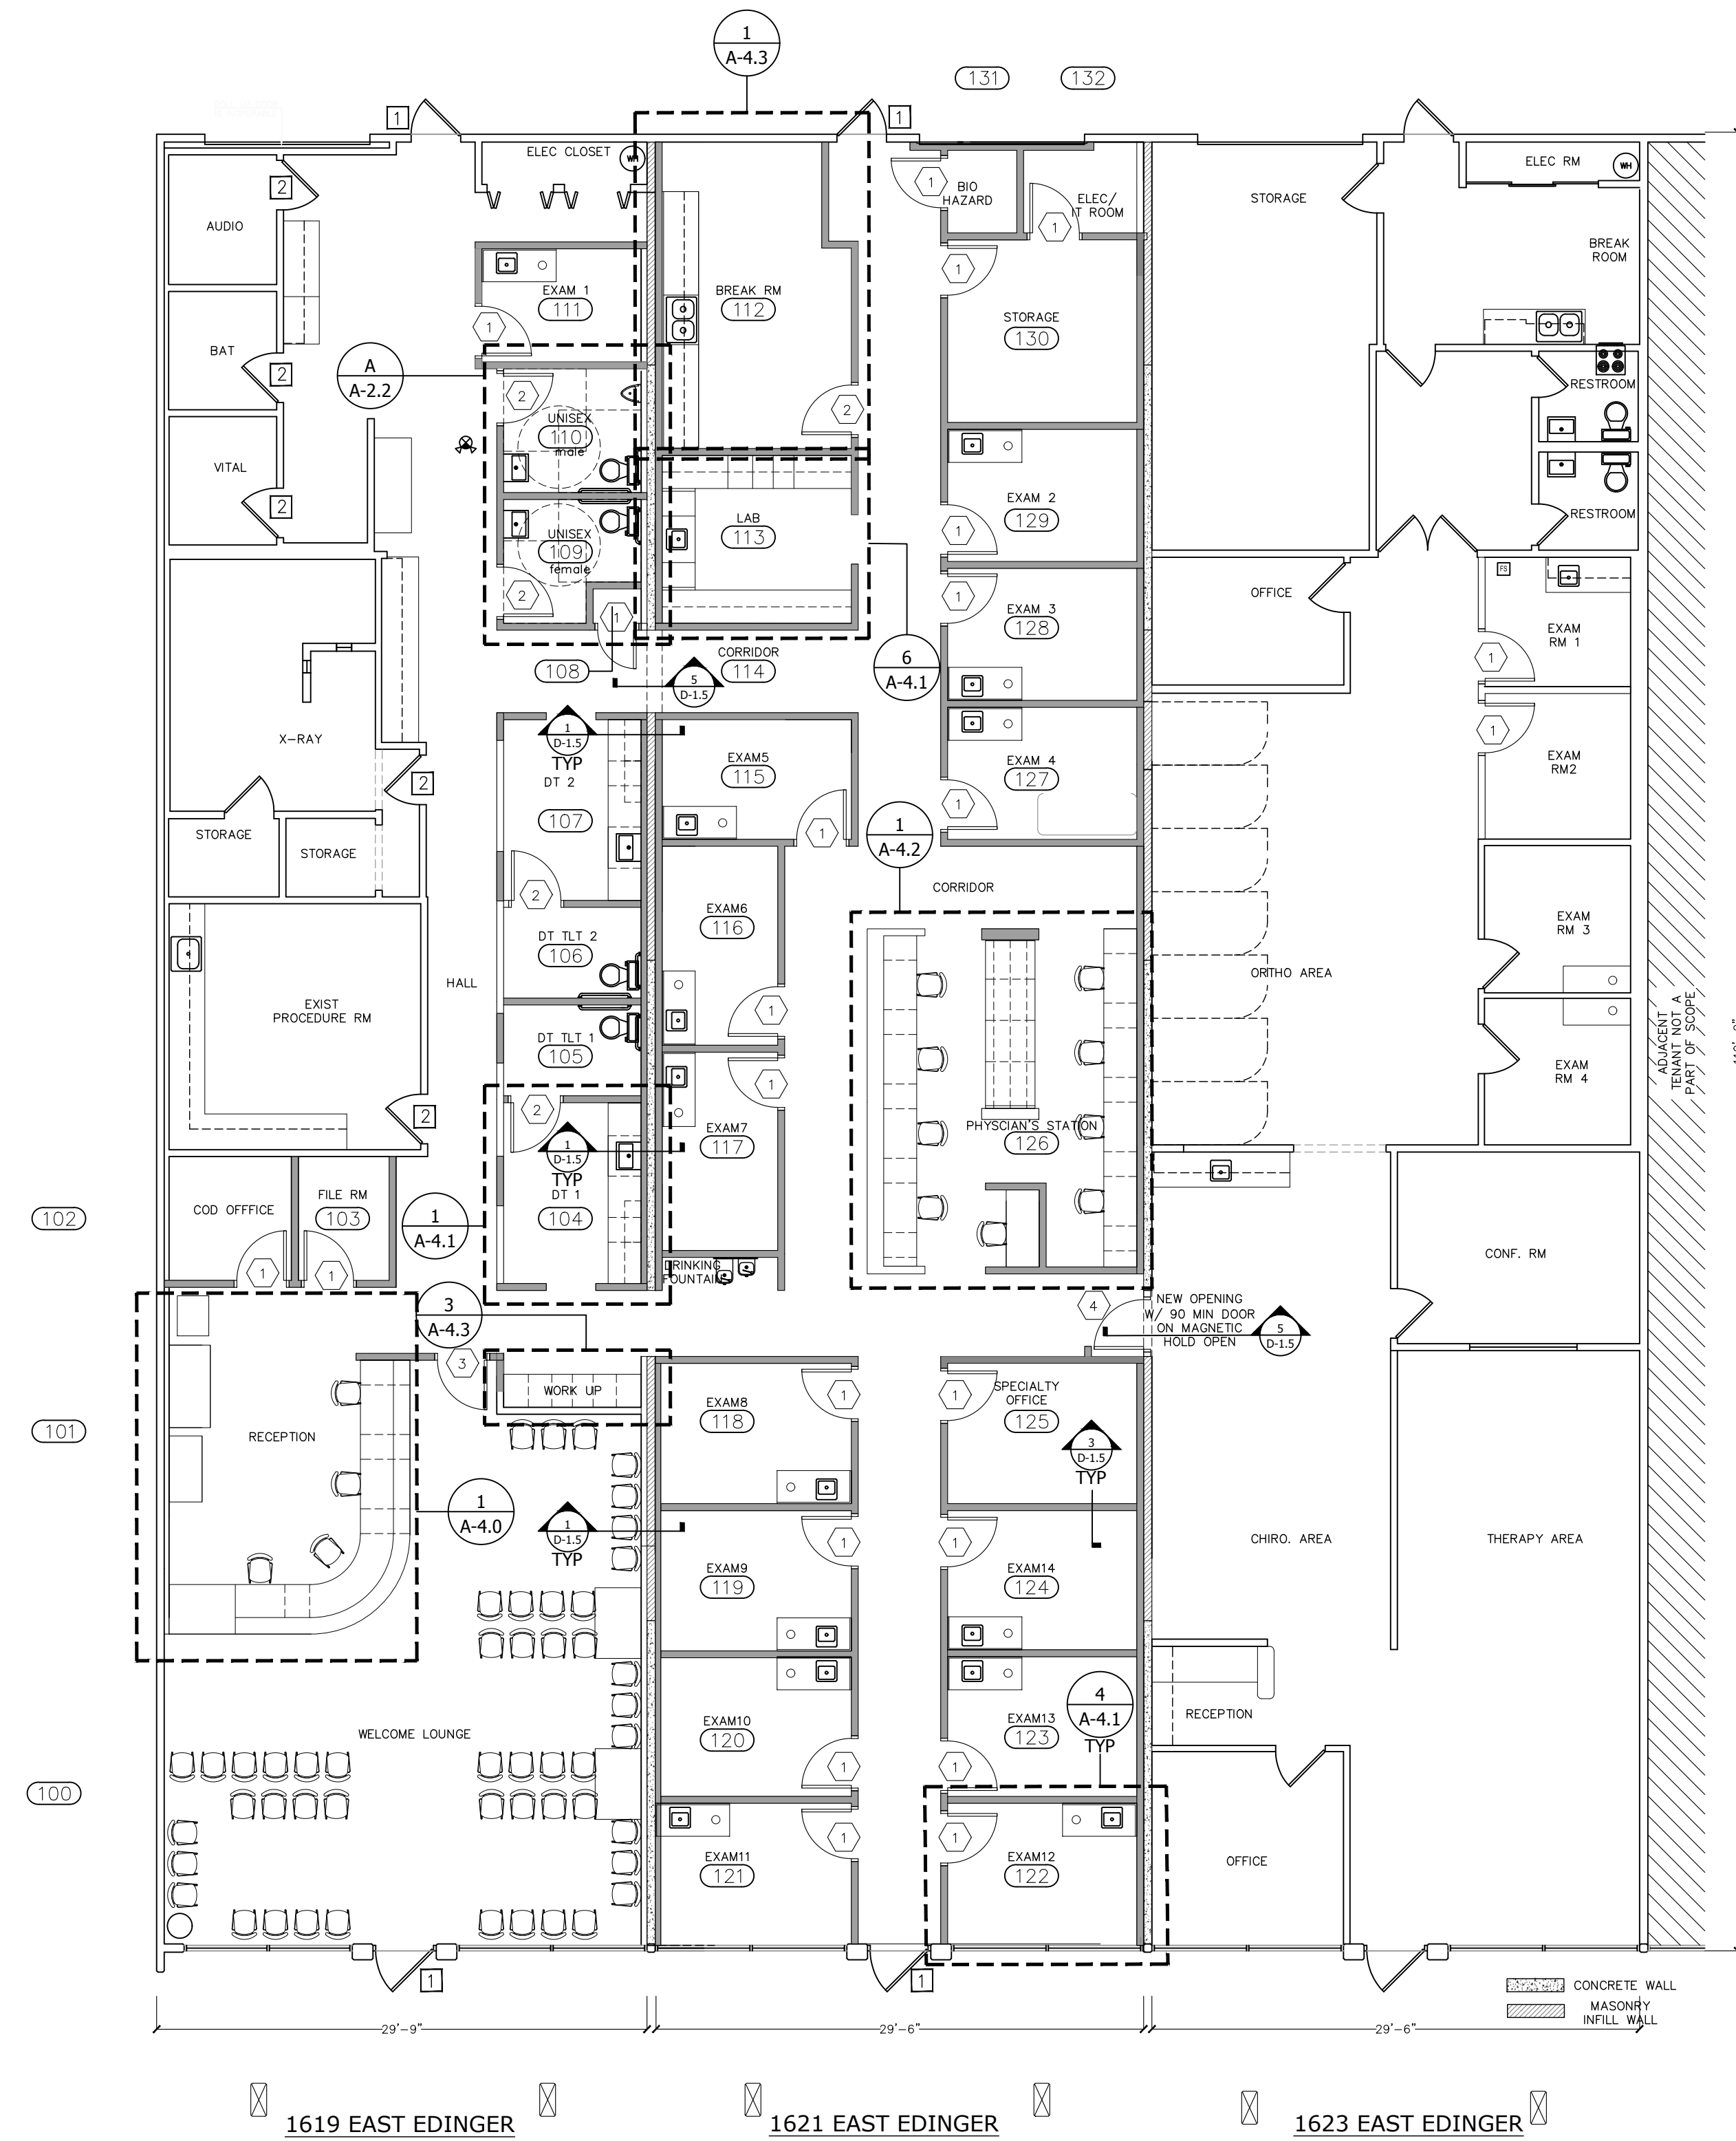 1
A-4.3
131
132
1
1
ELEC CLOSET
WH
ELEC RM
WH
2
AUDIO
1
BIO
HAZARD
ELEC/
IT ROOM
1
STORAGE
BREAK
ROOM
1
EXAM 1
111
1
BREAK RM
112
STORAGE
130
BAT
2
A
A-2.2
2
UNISEX
110
male
2
RESTROOM
VITAL
2
EXAM 2
129
1
LAB
113
UNISEX
109
female
RESTROOM
2
1
1
EXAM 3
128
OFFICE
FS
EXAM
RM 1
1
108
CORRIDOR
114
5
D-1.5
6
A-4.1
X-RAY
1
D-1.5
TYP
DT 2
107
EXAM5
115
1
EXAM 4
127
1
1
EXAM
RM2
2
STORAGE
STORAGE
1
A-4.2
2
CORRIDOR
EXAM6
116
EXAM
RM 3
DT TLT 2
106
HALL
ORTHO AREA
EXIST
PROCEDURE RM
1
DT TLT 1
105
1
ADJACENT
TENANT NOT A
PART OF SCOPE
EXAM
RM 4
2
2
1
D-1.5
TYP
DT 1
104
EXAM7
117
PHYSCIAN'S STATION
126
102
COD OFFFICE
FILE RM
103
1
A-4.1
1
1
DRINKING
FOUNTAIN
CONF. RM
3
A-4.3
4
NEW OPENING
W/ 90 MIN DOOR
ON MAGNETIC
HOLD OPEN
5
D-1.5
3
WORK UP
EXAM8
118
1
1
SPECIALTY
OFFICE
125
101
RECEPTION
3
D-1.5
TYP
1
A-4.0
1
D-1.5
TYP
1
1
EXAM9
119
EXAM14
124
CHIRO. AREA
THERAPY AREA
4
A-4.1
TYP
WELCOME LOUNGE
EXAM10
120
EXAM13
123
RECEPTION
1
1
100
1
1
EXAM11
121
EXAM12
122
OFFICE
1
1
CONCRETE WALL
MASONRY
INFILL WALL
29'-9"
29'-6"
29'-6"
1619 EAST EDINGER
1621 EAST EDINGER
1623 EAST EDINGER